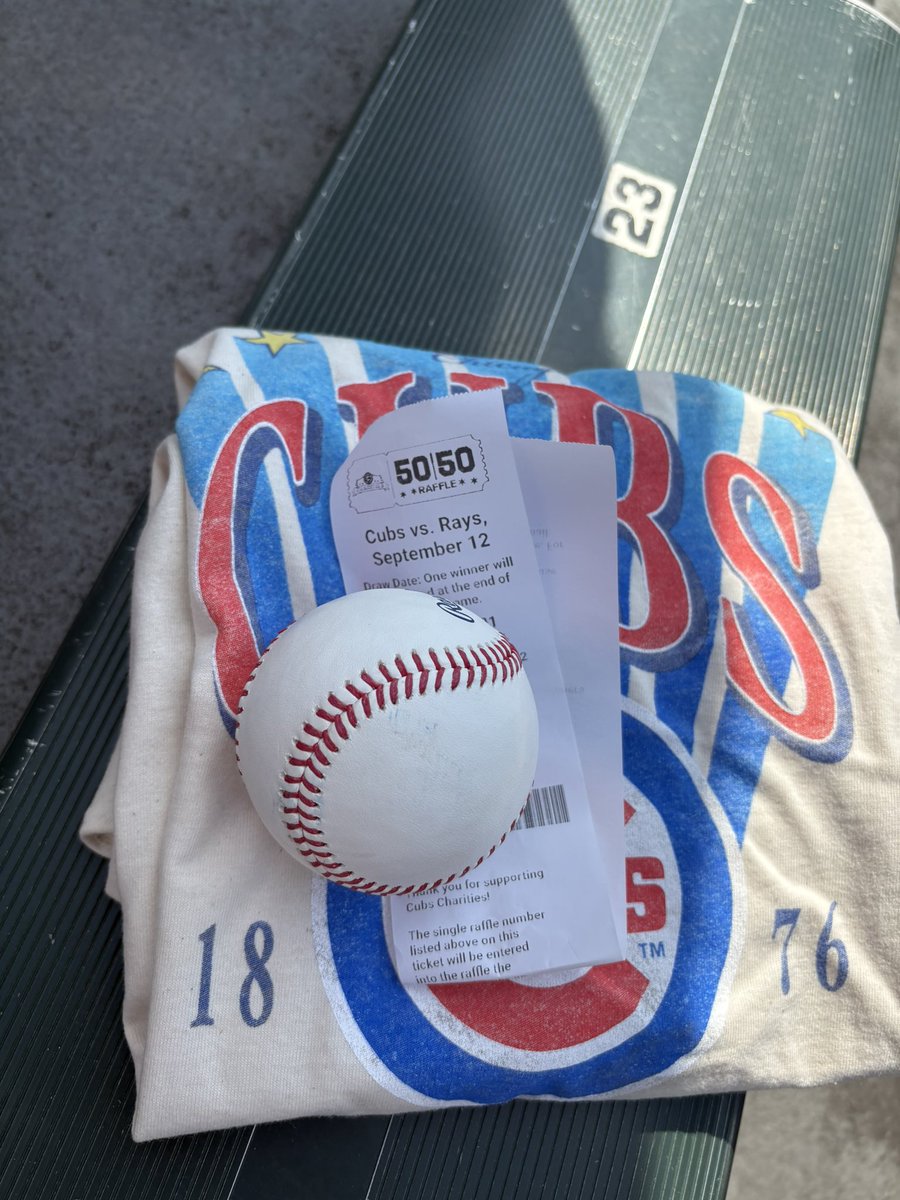 23
CUBS
50|50
RAFFLE
Cubs vs. Rays,
September 12
Draw Date: One winner will
at the end of
Thank you for supporting
Cubs Charities!
The single raffle number
listed above on this
ticket will be entered
into the raffle the
18
76
TM